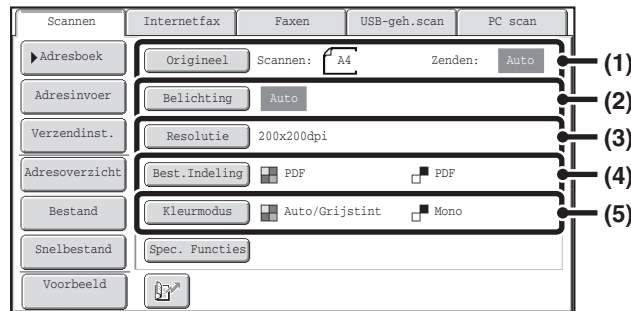 Scannen Internetfax Faxen USB-geh.scan PC scan
Adresboek Origineel Scannen: A4 Zenden: Auto (1)
Adresinvoer Belichting Auto (2)
Verzendinst. Resolutie 200x200dpi (3)
Adresoverzicht Best.Indeling PDF PDF (4)
Bestand Kleurmodus Auto/Grijstint Mono (5)
Snelbestand Spec. Functies
Voorbeeld